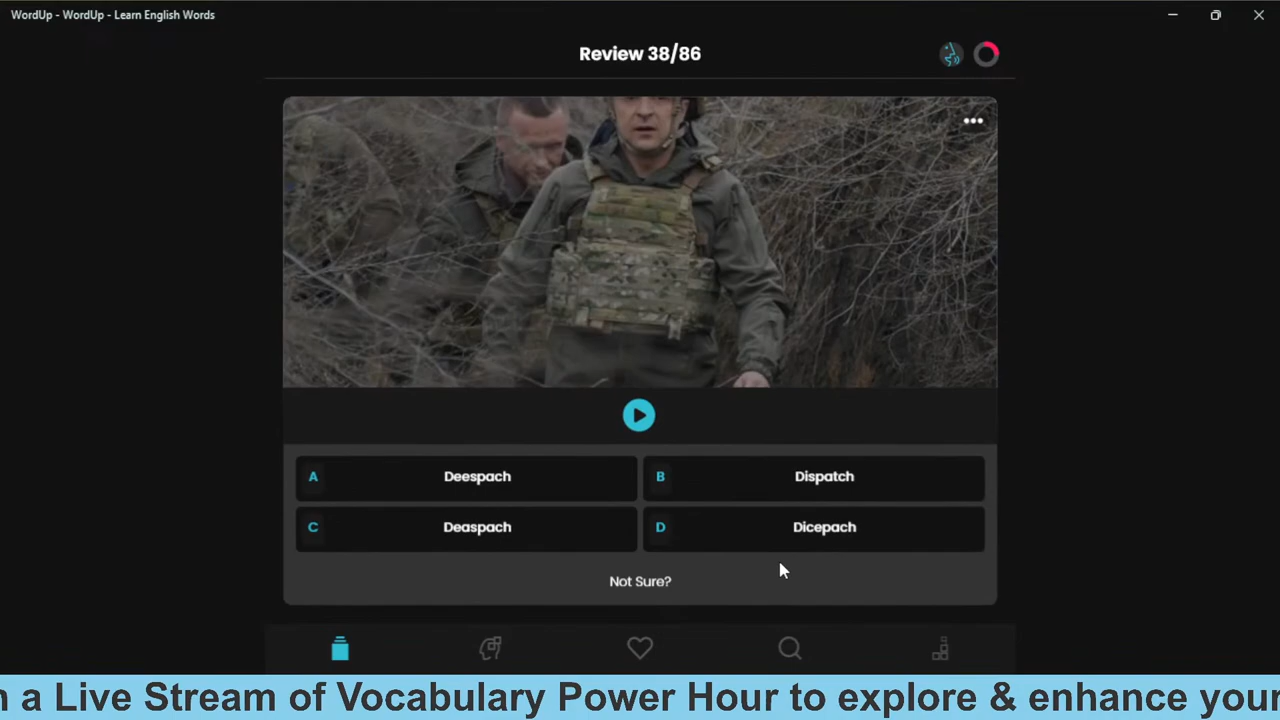 WordUp - WordUp - Learn English Words
Review 38/86
A Deespach
B Dispatch
C Deaspach
D Dicepach
Not Sure?
a Live Stream of Vocabulary Power Hour to explore & enhance your